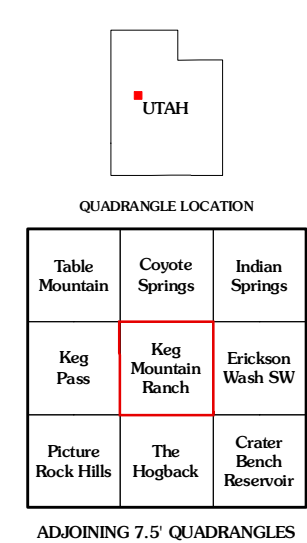 UTAH
QUADRANGLE LOCATION
Table
Mountain
Coyote
Springs
Indian
Springs
Keg
Pass
Keg
Mountain
Ranch
Erickson
Wash SW
Picture
Rock Hills
The
Hogback
Crater
Bench
Reservoir
ADJOINING 7.5' QUADRANGLES